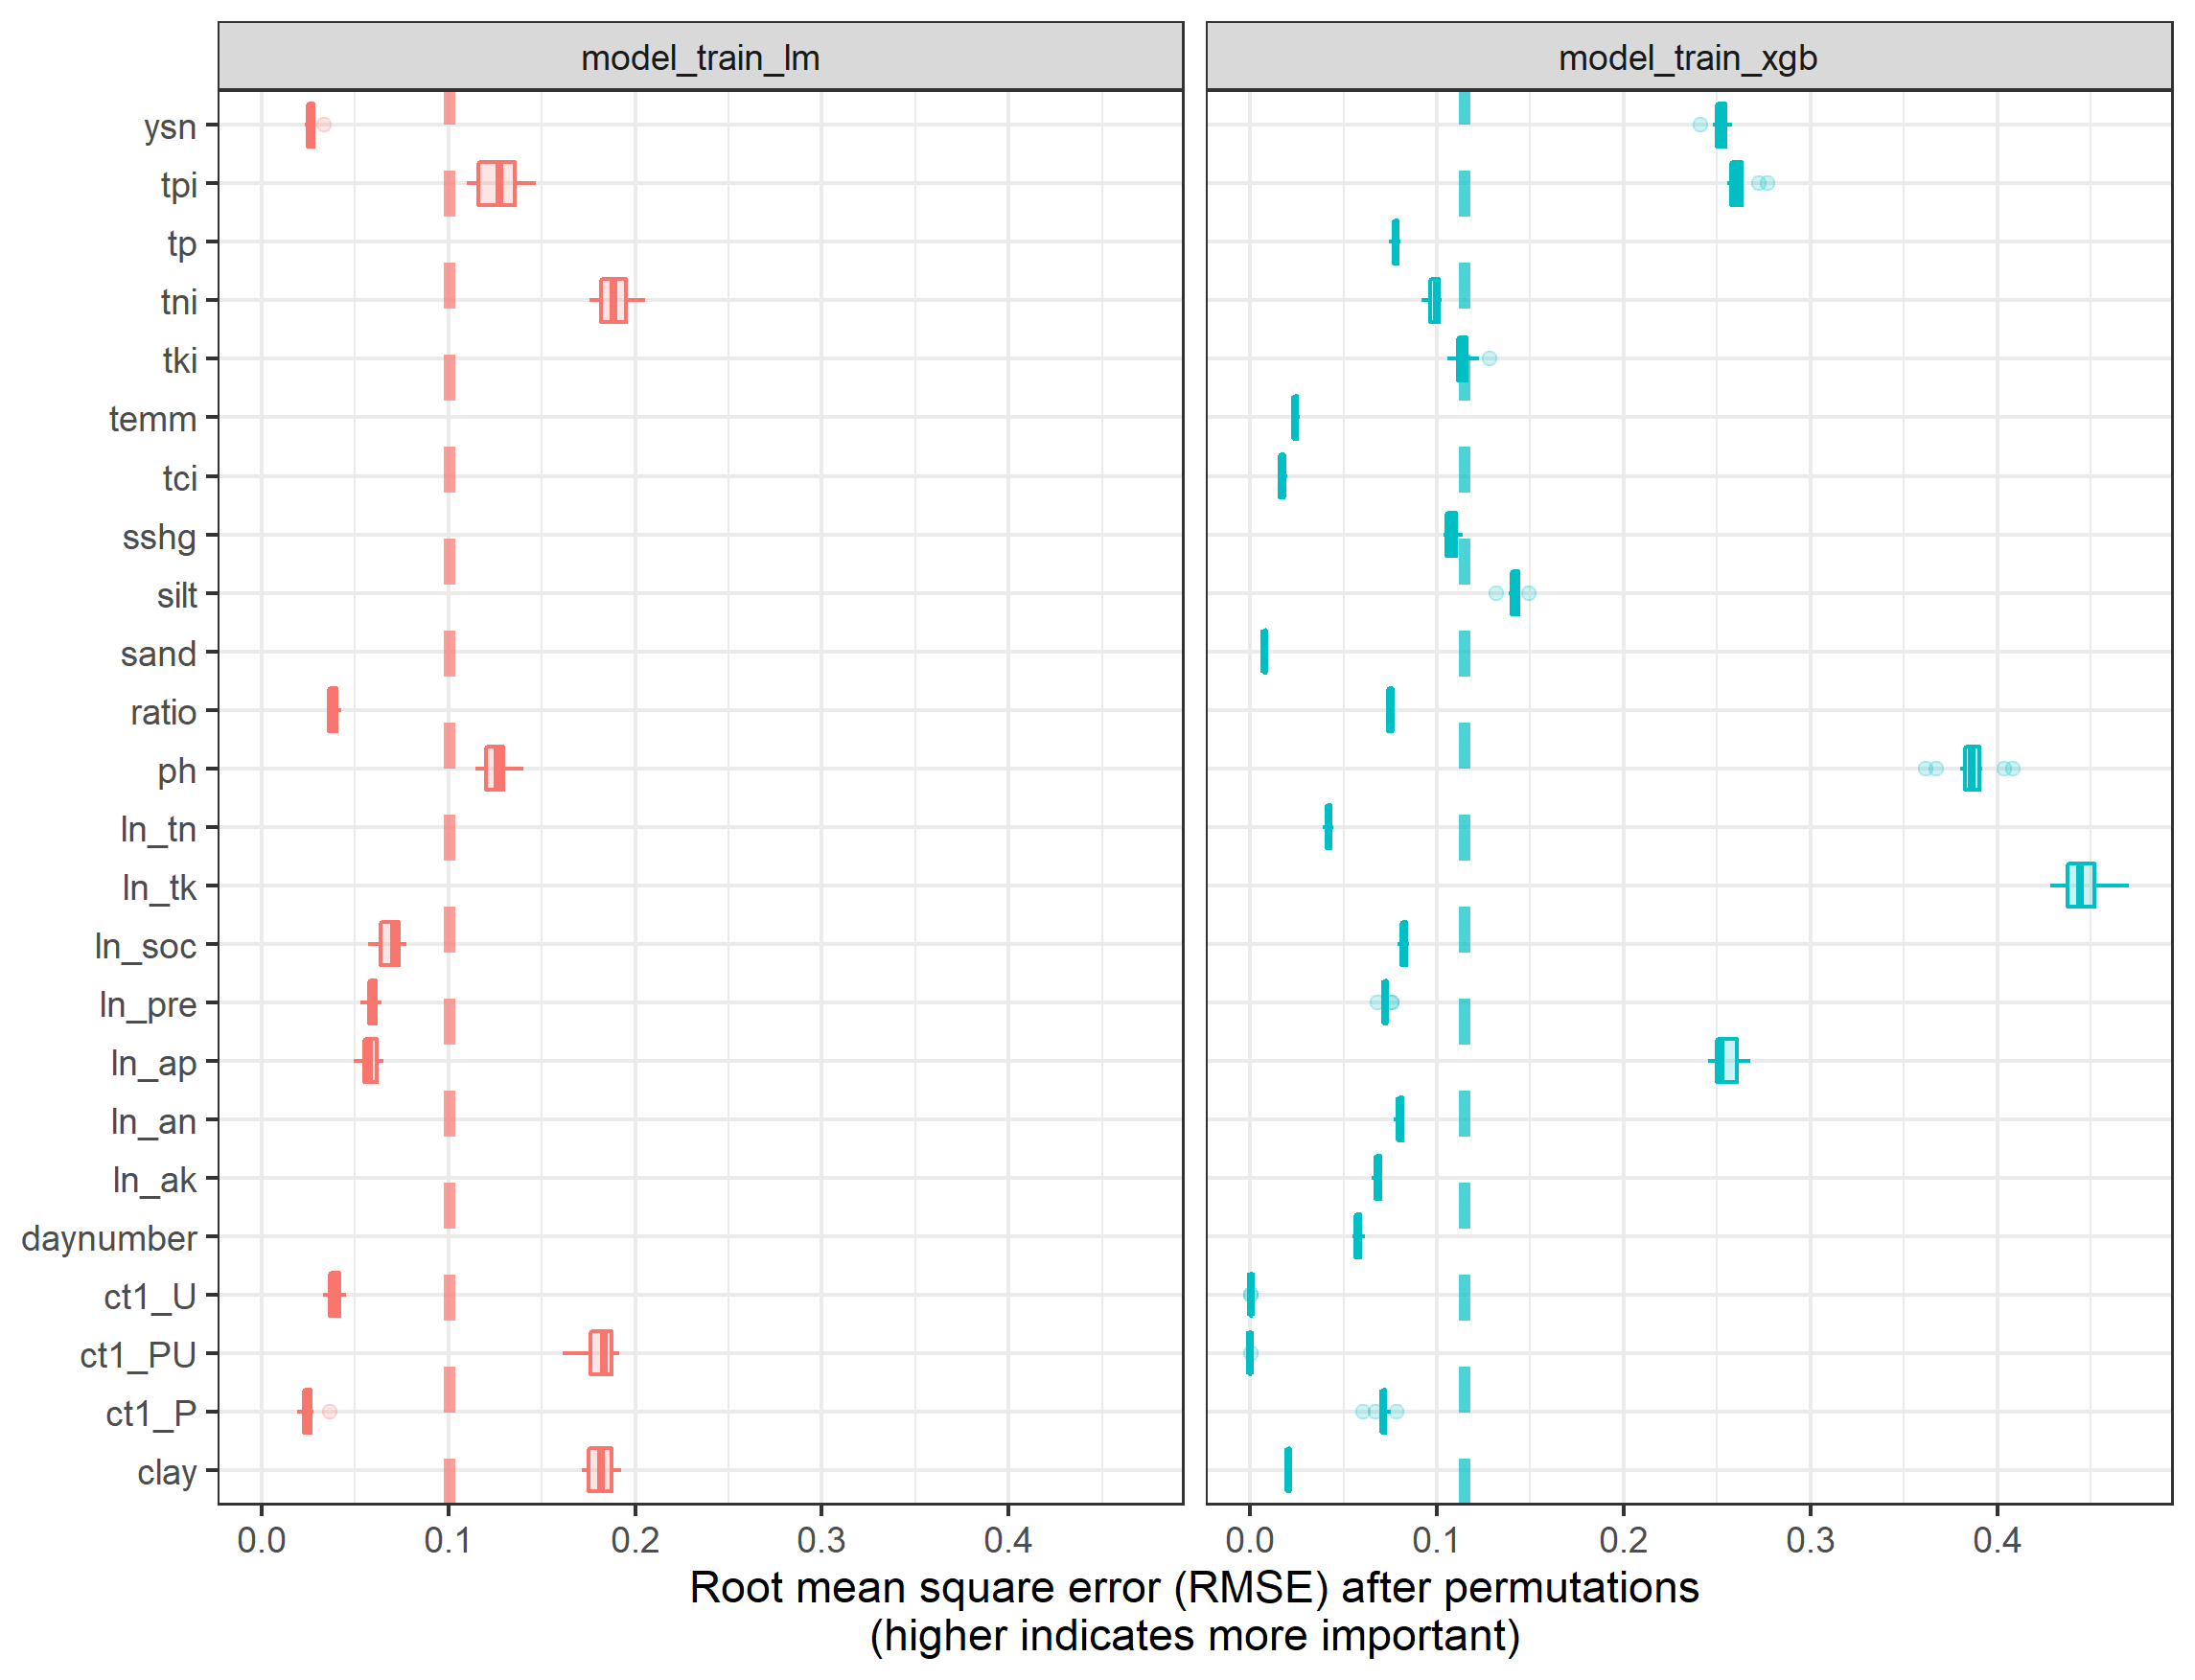 model_train_lm
model_train_xgb
ysn
tpi
tp
tni
tki
temm
tci
sshg
silt
sand
ratio
ph
ln_tn
ln_tk
ln_soc
ln_pre
ln_ap
ln_an
ln_ak
daynumber
ct1_U
ct1_PU
ct1_P
clay
0.0 0.1 0.2 0.3 0.4
0.0 0.1 0.2 0.3 0.4
Root mean square error (RMSE) after permutations
(higher indicates more important)